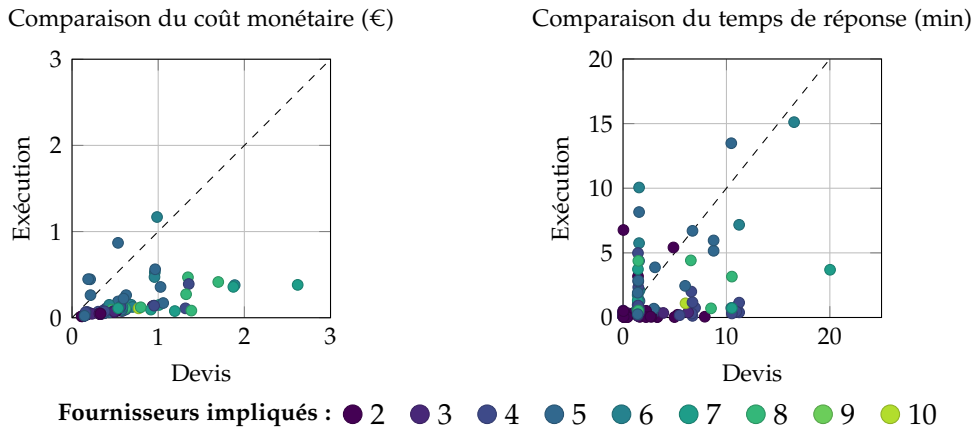 Comparaison du coût monétaire (€)
Comparaison du temps de réponse (min)
3
2
1
0
Exécution
0
1
2
3
Devis
20
15
10
5
0
Exécution
0
10
20
Devis
Fournisseurs impliqués : 2 3 4 5 6 7 8 9 10